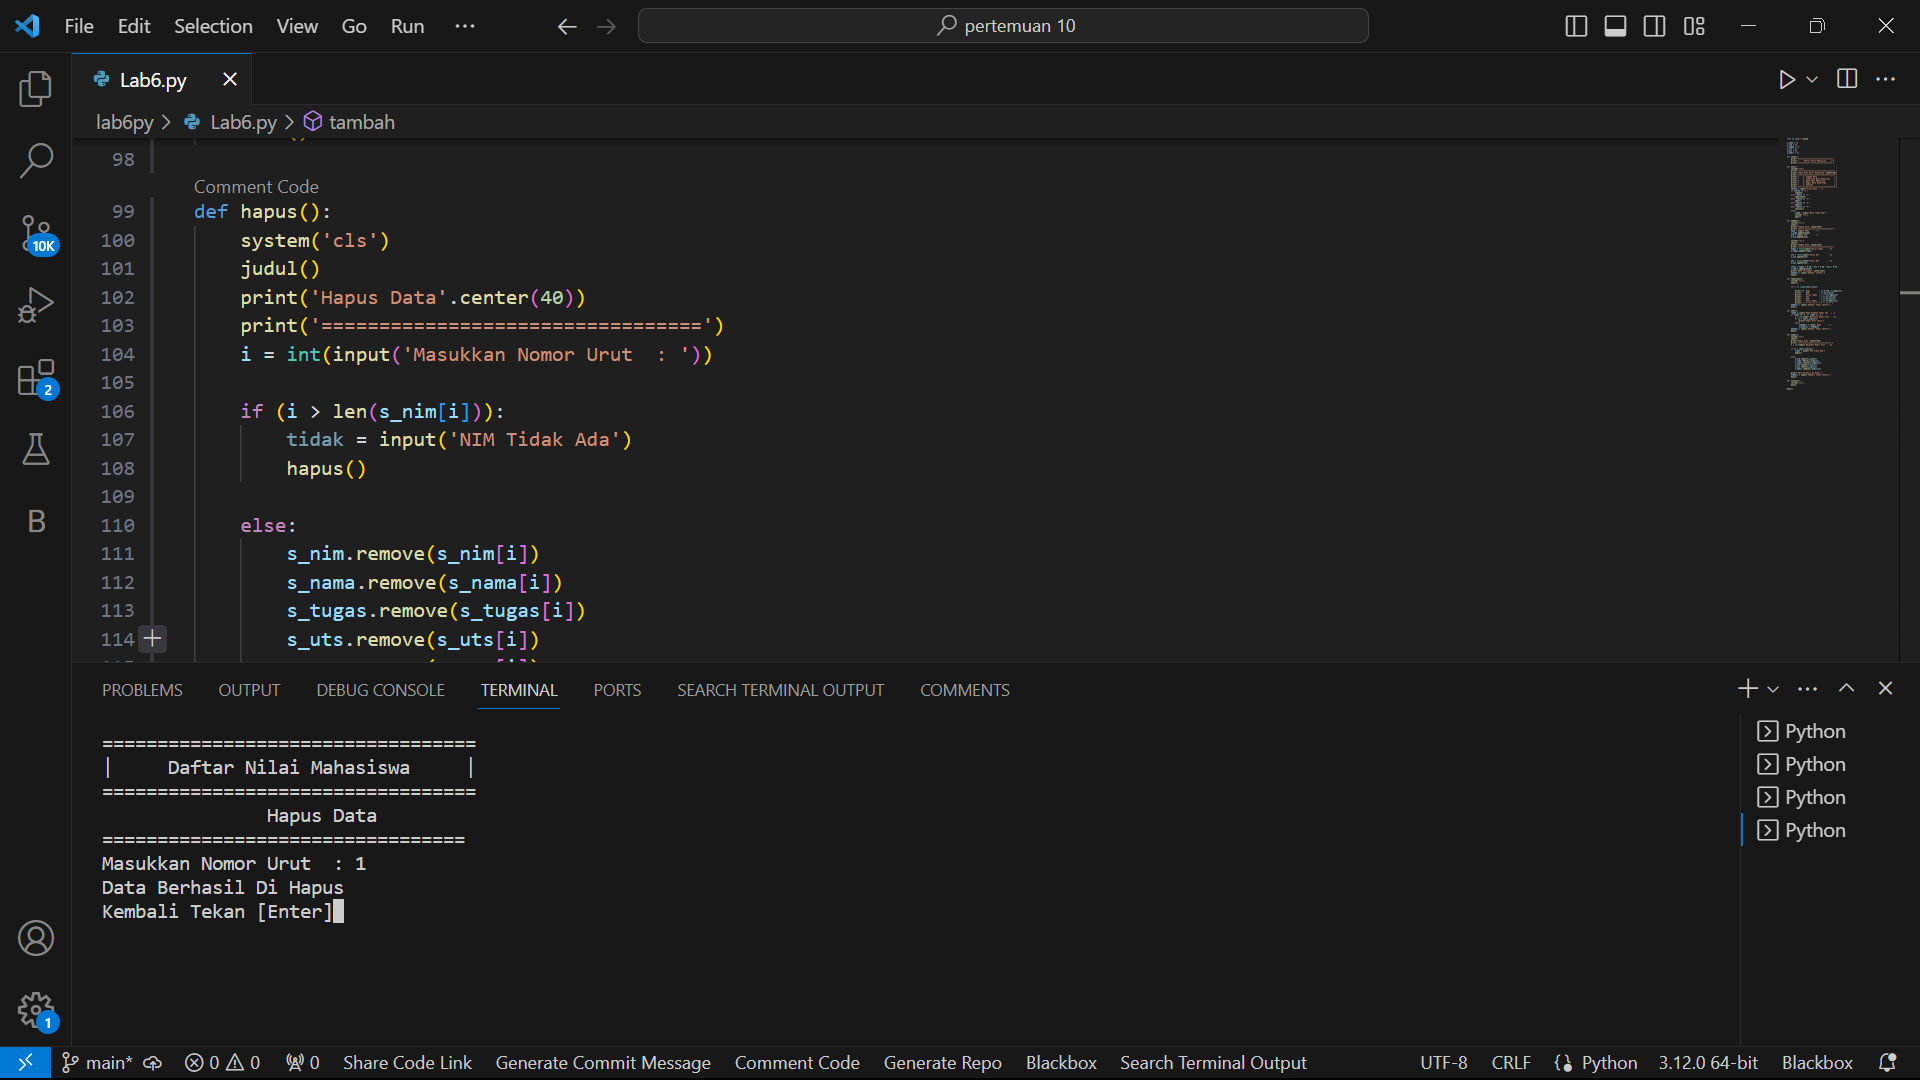 File Edit Selection View Go Run ··· pertemuan 10
Lab6.py
lab6py > Lab6.py > tambah
98
Comment Code
99 def hapus():
100 system('cls')
101 judul()
102 print('Hapus Data'.center(40))
103 print('=================================')
104 i = int(input('Masukkan Nomor Urut  : '))
105
106 if (i > len(s_nim[i])):
107 tidak = input('NIM Tidak Ada')
108 hapus()
109
110 else:
111 s_nim.remove(s_nim[i])
112 s_nama.remove(s_nama[i])
113 s_tugas.remove(s_tugas[i])
114 s_uts.remove(s_uts[i])
10K
2
B
1
PROBLEMS OUTPUT DEBUG CONSOLE TERMINAL PORTS SEARCH TERMINAL OUTPUT COMMENTS
==================================
|     Daftar Nilai Mahasiswa     |
==================================
Hapus Data
=================================
Masukkan Nomor Urut  : 1
Data Berhasil Di Hapus
Kembali Tekan [Enter]
Python
Python
Python
Python
main* 0 0 0 Share Code Link Generate Commit Message Comment Code Generate Repo Blackbox Search Terminal Output UTF-8 CRLF Python 3.12.0 64-bit Blackbox